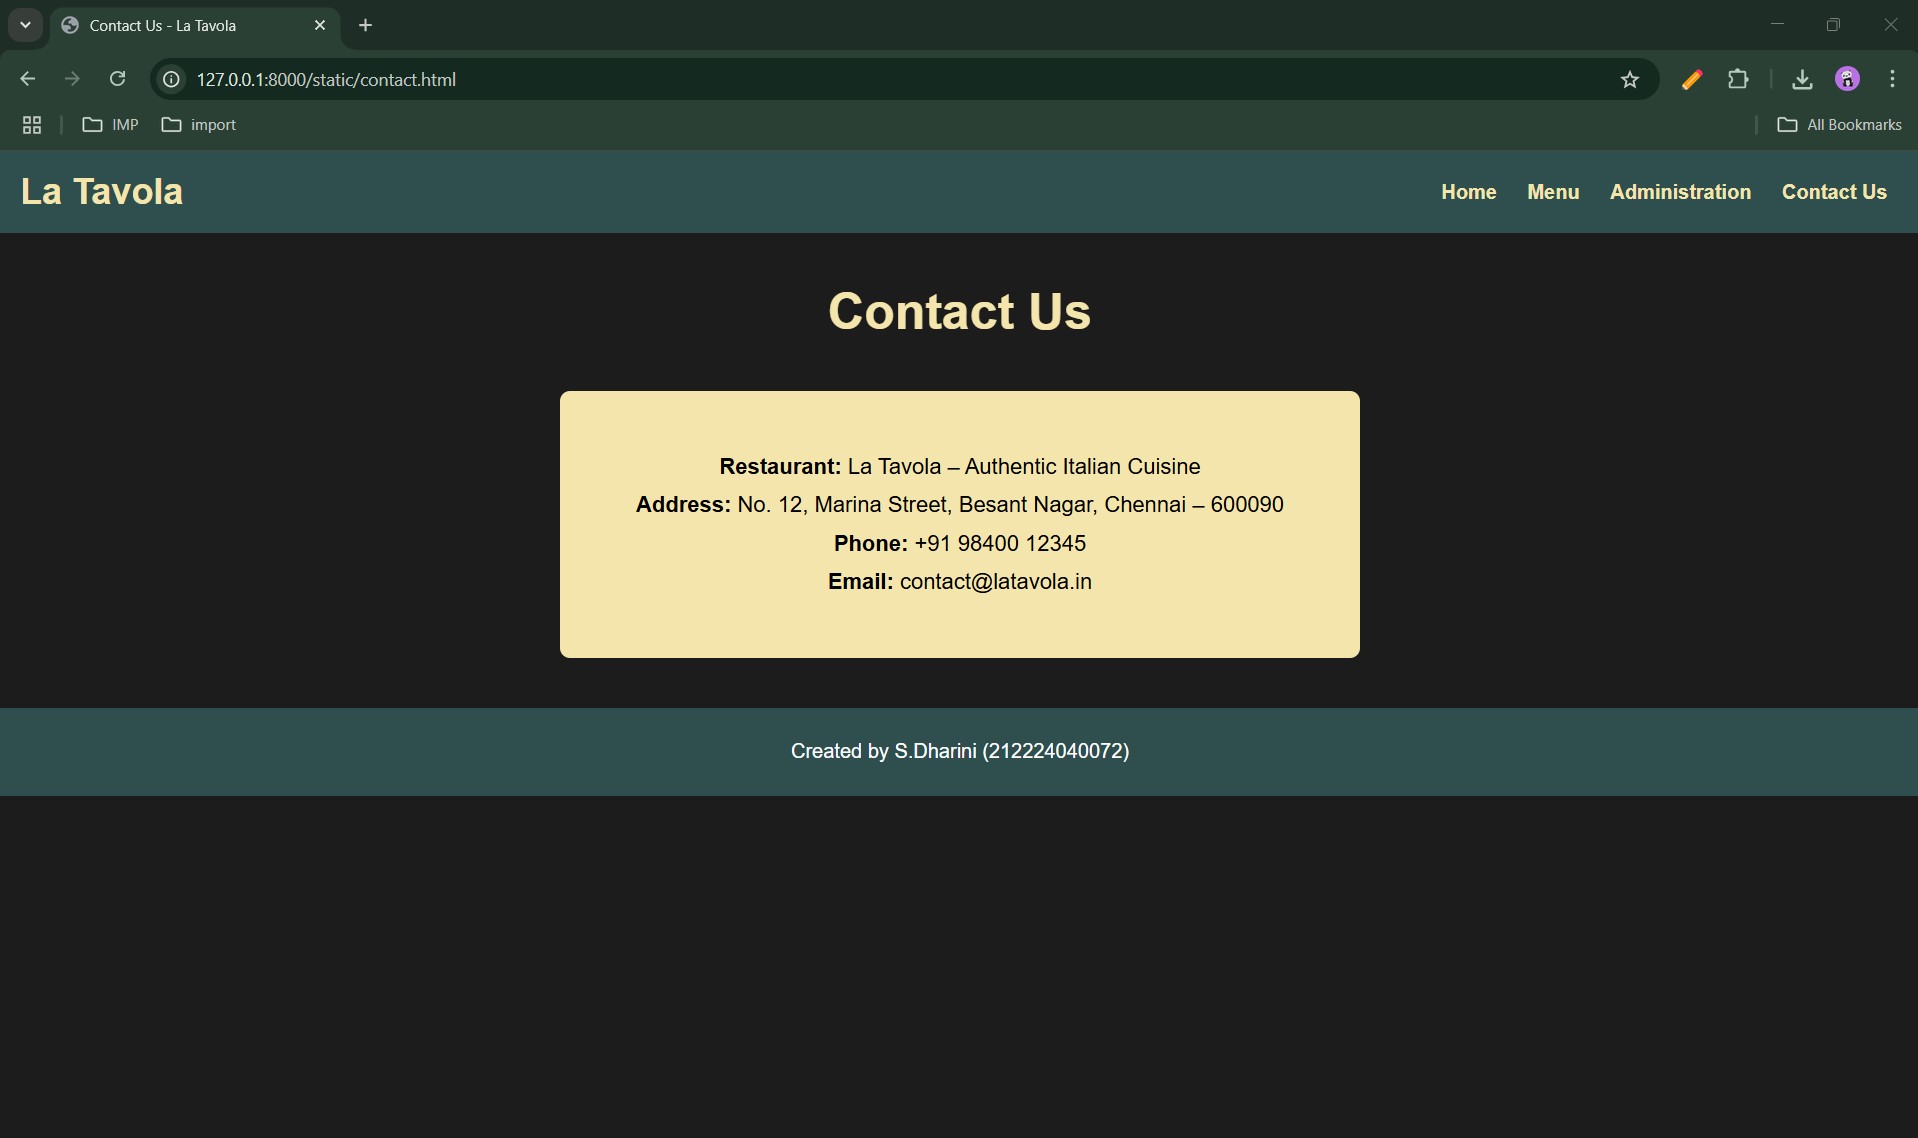 Contact Us - La Tavola
127.0.0.1:8000/static/contact.html
IMP import All Bookmarks
La Tavola Home Menu Administration Contact Us
Contact Us
Restaurant: La Tavola – Authentic Italian Cuisine
Address: No. 12, Marina Street, Besant Nagar, Chennai – 600090
Phone: +91 98400 12345
Email: contact@latavola.in
Created by S.Dharini (212224040072)